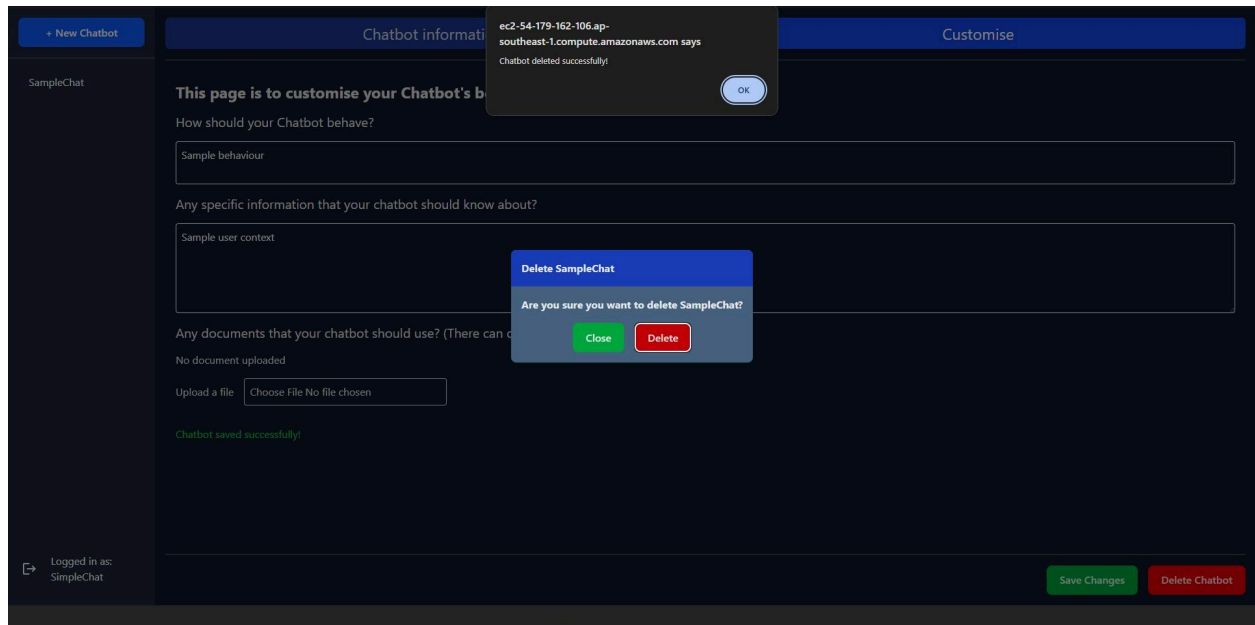 + New Chatbot
Chatbot informati
Customise
ec2-54-179-162-106.ap-
southeast-1.compute.amazonaws.com says
Chatbot deleted successfully!
OK
SampleChat
This page is to customise your Chatbot's b
How should your Chatbot behave?
Sample behaviour
Any specific information that your chatbot should know about?
Sample user context
Delete SampleChat
Are you sure you want to delete SampleChat?
Close
Delete
Any documents that your chatbot should use? (There can
No document uploaded
Upload a file
Choose File No file chosen
Chatbot saved successfully!
Logged in as:
SimpleChat
Save Changes
Delete Chatbot